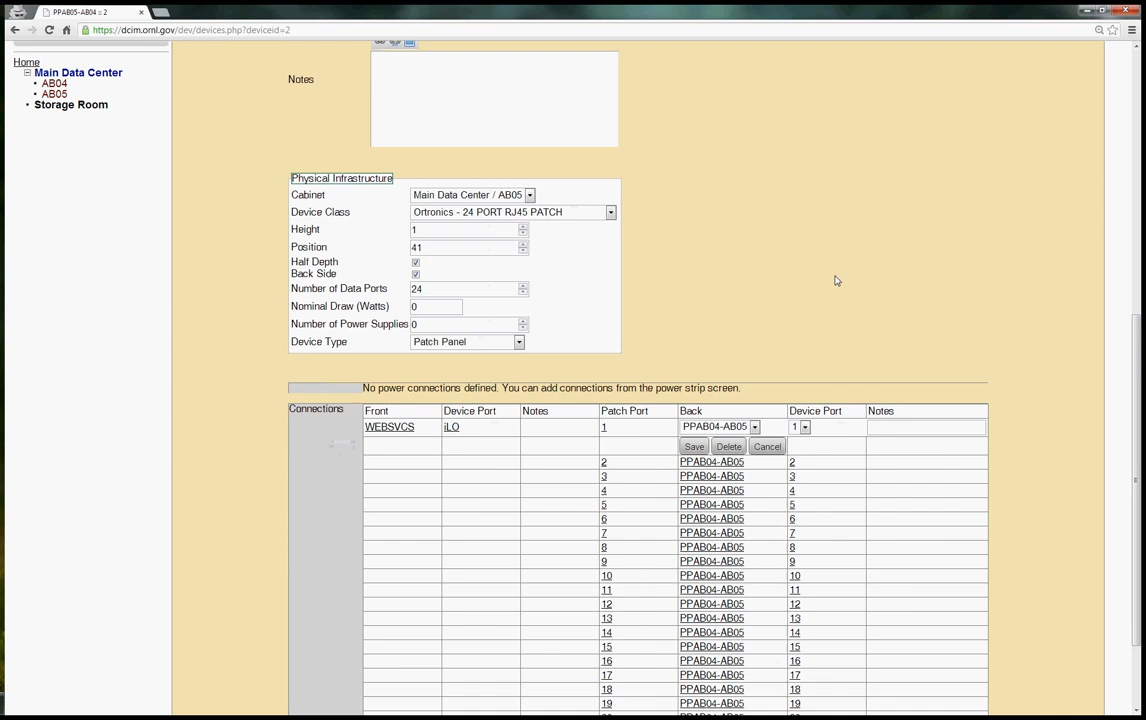 PPAB05-AB04 :: 2
https://dcim.ornl.gov/dev/devices.php?deviceid=2
Home
Main Data Center
AB04
AB05
Storage Room
Notes
Physical Infrastructure
Cabinet Main Data Center / AB05
Device Class Ortronics - 24 PORT RJ45 PATCH
Height 1
Position 41
Half Depth
Back Side
Number of Data Ports 24
Nominal Draw (Watts) 0
Number of Power Supplies 0
Device Type Patch Panel
No power connections defined. You can add connections from the power strip screen.
Connections Front Device Port Notes Patch Port Back Device Port Notes
WEBSVCS iLO 1 PPAB04-AB05 1
Save Delete Cancel
2 PPAB04-AB05 2
3 PPAB04-AB05 3
4 PPAB04-AB05 4
5 PPAB04-AB05 5
6 PPAB04-AB05 6
7 PPAB04-AB05 7
8 PPAB04-AB05 8
9 PPAB04-AB05 9
10 PPAB04-AB05 10
11 PPAB04-AB05 11
12 PPAB04-AB05 12
13 PPAB04-AB05 13
14 PPAB04-AB05 14
15 PPAB04-AB05 15
16 PPAB04-AB05 16
17 PPAB04-AB05 17
18 PPAB04-AB05 18
19 PPAB04-AB05 19